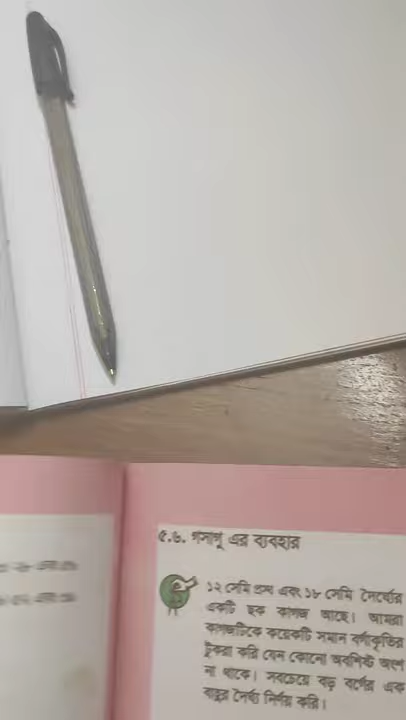 ৫.৬. গসাগু এর ব্যবহার
১২ সেমি প্রস্থ এবং ১৮ সেমি দৈর্ঘ্যের
একটি ছক কাগজ আছে। আমরা
কাগজটিকে কয়েকটি সমান বর্গাকৃতির
টুকরা করি যেন কোনো অবশিষ্ট অংশ
না থাকে। সবচেয়ে বড় বর্গের এক
বাহুর দৈর্ঘ্য নির্ণয় করি।